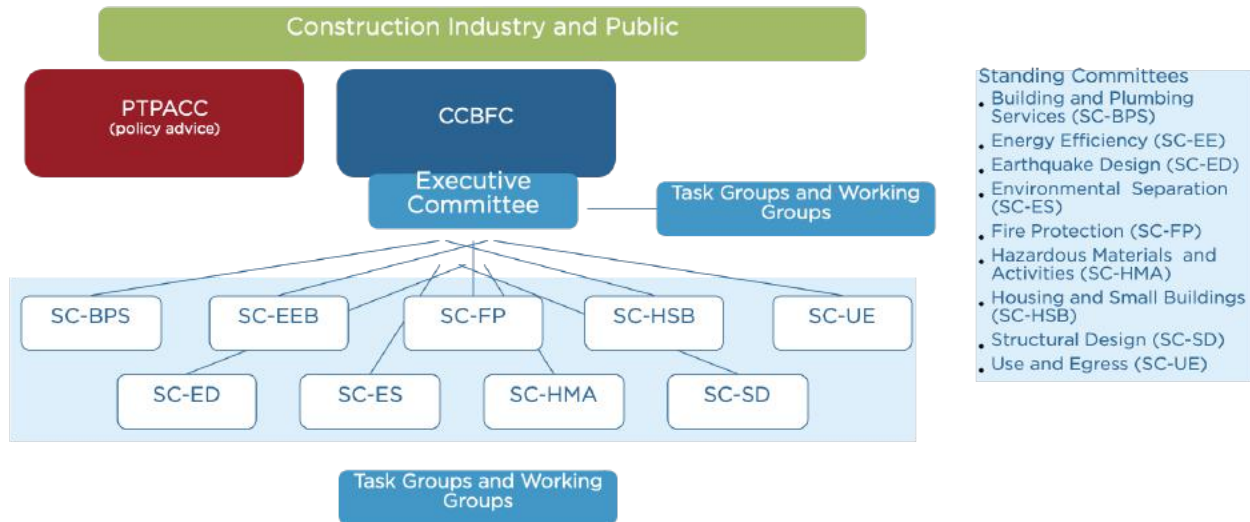 Construction Industry and Public
PTPACC
(policy advice)
CCBFC
Executive
Committee
Task Groups and Working
Groups
SC-BPS
SC-EEB
SC-FP
SC-HSB
SC-UE
SC-ED
SC-ES
SC-HMA
SC-SD
Task Groups and Working
Groups
Standing Committees
• Building and Plumbing
Services (SC-BPS)
• Energy Efficiency (SC-EE)
• Earthquake Design (SC-ED)
• Environmental Separation
(SC-ES)
• Fire Protection (SC-FP)
• Hazardous Materials and
Activities (SC-HMA)
• Housing and Small Buildings
(SC-HSB)
• Structural Design (SC-SD)
• Use and Egress (SC-UE)